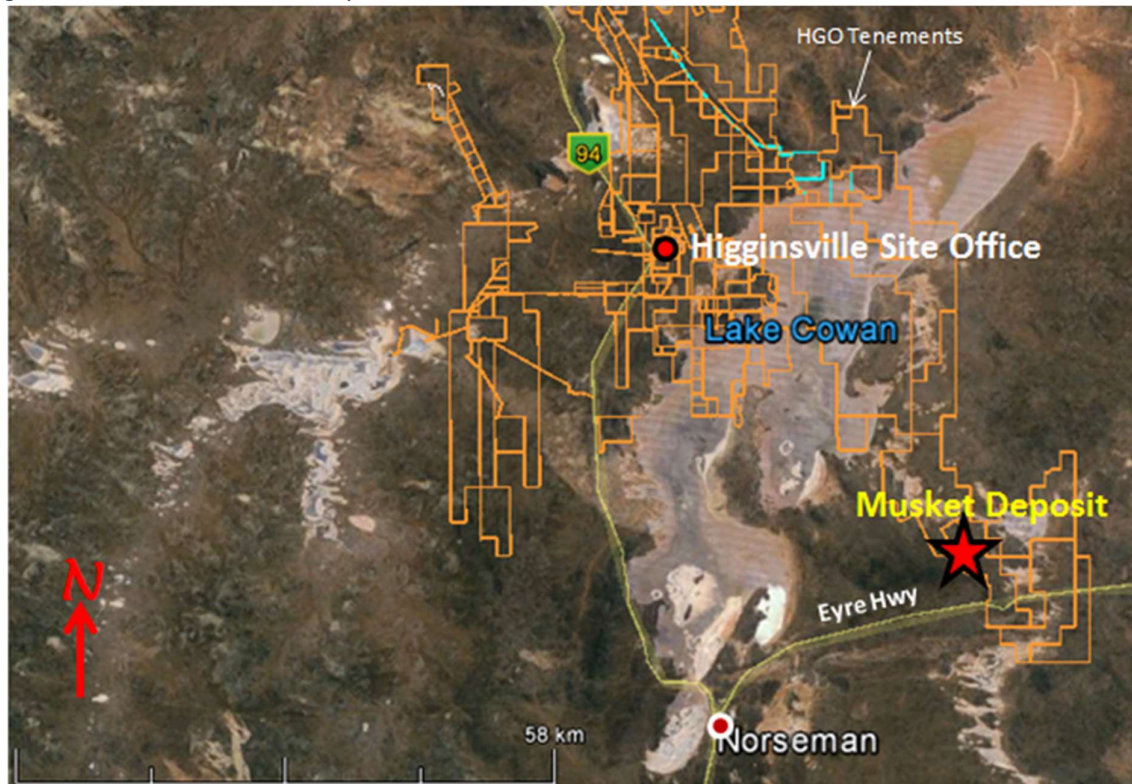 HGO Tenements
94
Higginsville Site Office
Lake Cowan
Musket Deposit
N
Eyre Hwy
58 km
Norseman